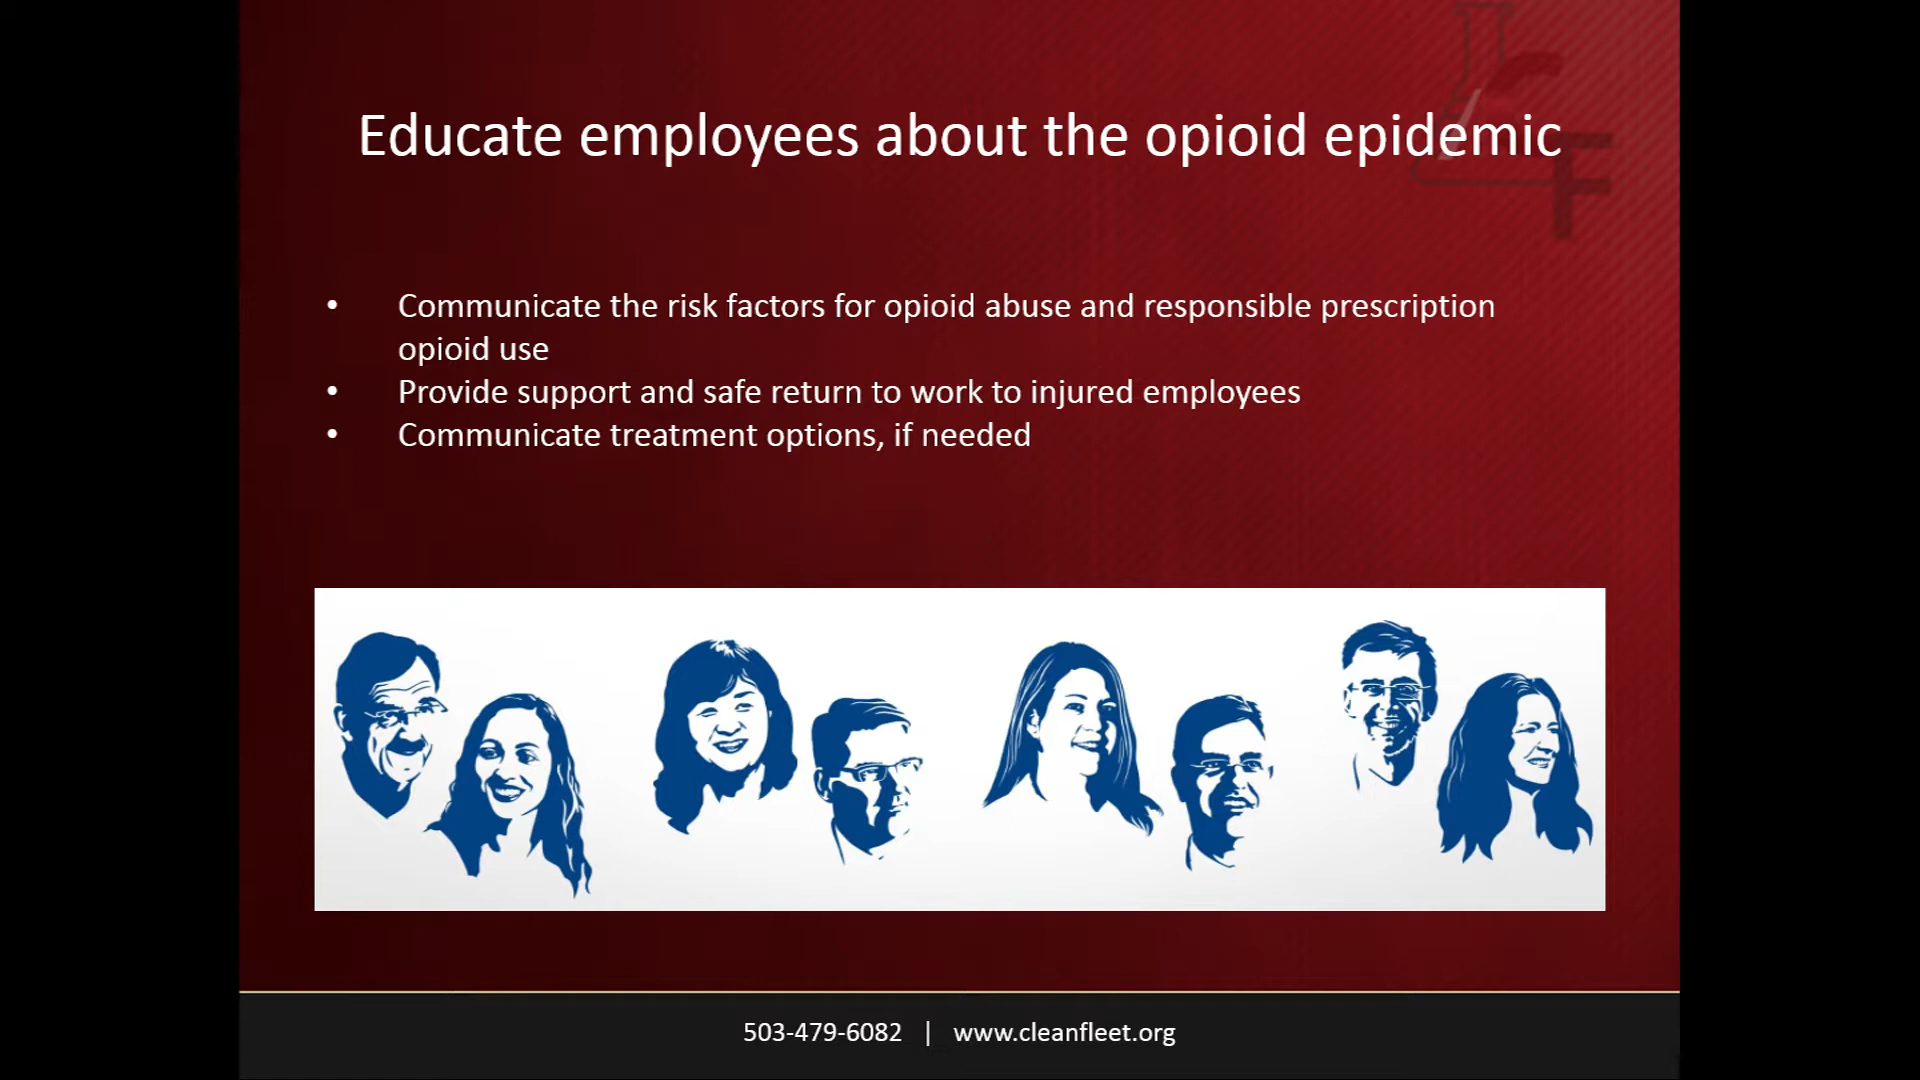 Educate employees about the opioid epidemic
• Communicate the risk factors for opioid abuse and responsible prescription
opioid use
• Provide support and safe return to work to injured employees
• Communicate treatment options, if needed
503-479-6082 | www.cleanfleet.org